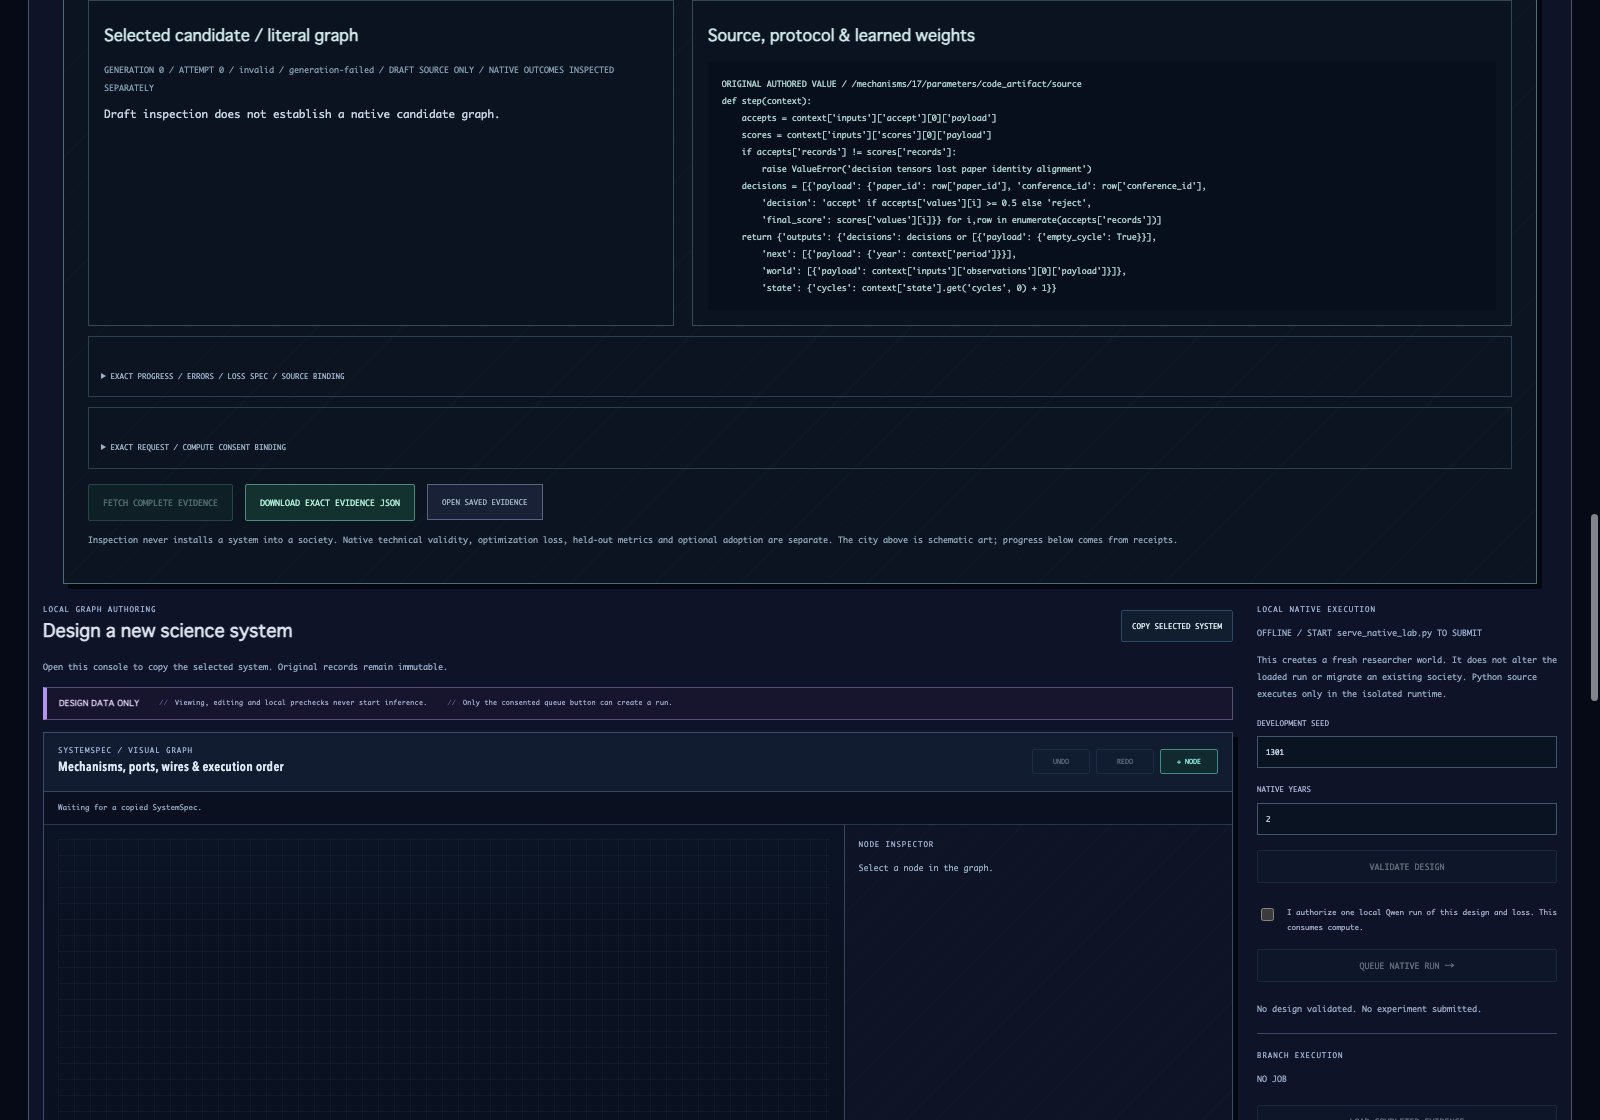 Selected candidate / literal graph
GENERATION 0 / ATTEMPT 0 / invalid / generation-failed / DRAFT SOURCE ONLY / NATIVE OUTCOMES INSPECTED
SEPARATELY
Draft inspection does not establish a native candidate graph.
Source, protocol & learned weights
ORIGINAL AUTHORED VALUE / /mechanisms/17/parameters/code_artifact/source
def step(context):
    accepts = context['inputs']['accept'][0]['payload']
    scores = context['inputs']['scores'][0]['payload']
    if accepts['records'] != scores['records']:
        raise ValueError('decision tensors lost paper identity alignment')
    decisions = [{'payload': {'paper_id': row['paper_id'], 'conference_id': row['conference_id'],
        'decision': 'accept' if accepts['values'][i] >= 0.5 else 'reject',
        'final_score': scores['values'][i]}} for i,row in enumerate(accepts['records'])]
    return {'outputs': {'decisions': decisions or [{'payload': {'empty_cycle': True}}],
        'next': [{'payload': {'year': context['period']}}],
        'world': [{'payload': context['inputs']['observations'][0]['payload']}]},
        'state': {'cycles': context['state'].get('cycles', 0) + 1}}
▶ EXACT PROGRESS / ERRORS / LOSS SPEC / SOURCE BINDING
▶ EXACT REQUEST / COMPUTE CONSENT BINDING
FETCH COMPLETE EVIDENCE
DOWNLOAD EXACT EVIDENCE JSON
OPEN SAVED EVIDENCE
Inspection never installs a system into a society. Native technical validity, optimization loss, held-out metrics and optional adoption are separate. The city above is schematic art; progress below comes from receipts.
LOCAL GRAPH AUTHORING
Design a new science system
COPY SELECTED SYSTEM
Open this console to copy the selected system. Original records remain immutable.
DESIGN DATA ONLY // Viewing, editing and local prechecks never start inference. // Only the consented queue button can create a run.
SYSTEMSPEC / VISUAL GRAPH
Mechanisms, ports, wires & execution order
UNDO
REDO
+ NODE
Waiting for a copied SystemSpec.
NODE INSPECTOR
Select a node in the graph.
LOCAL NATIVE EXECUTION
OFFLINE / START serve_native_lab.py TO SUBMIT
This creates a fresh researcher world. It does not alter the
loaded run or migrate an existing society. Python source
executes only in the isolated runtime.
DEVELOPMENT SEED
1301
NATIVE YEARS
2
VALIDATE DESIGN
I authorize one local Qwen run of this design and loss. This
consumes compute.
QUEUE NATIVE RUN →
No design validated. No experiment submitted.
BRANCH EXECUTION
NO JOB
LOAD COMPLETED EVIDENCE